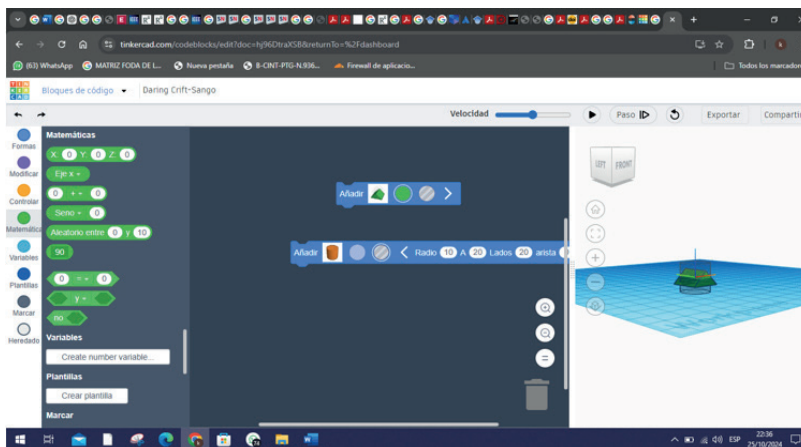 tinkercad.com/codeblocks/edit?doc=hj96DtraXSB&returnTo=%2Fdashboard
(63) WhatsApp MATRIZ FODA DE L... Nueva pestaña B-CINT-PTG-N.936... Firewall de aplicacio... Todos los marcadores
Bloques de código Daring Crift-Sango
Velocidad Paso Exportar Compartir
Formas
Modificar
Controlar
Matemática
Variables
Plantillas
Marcar
Heredado
Matemáticas
X: 0 Y: 0 Z: 0
Eje x
0 + 0
Seno 0
Aleatorio entre 0 y 10
90
0 = 0
y
no
Variables
Create number variable...
Plantillas
Crear plantilla
Marcar
Añadir
Añadir Radio 10 A 20 Lados 20 arista
LEFT FRONT
ESP
22:36
25/10/2024